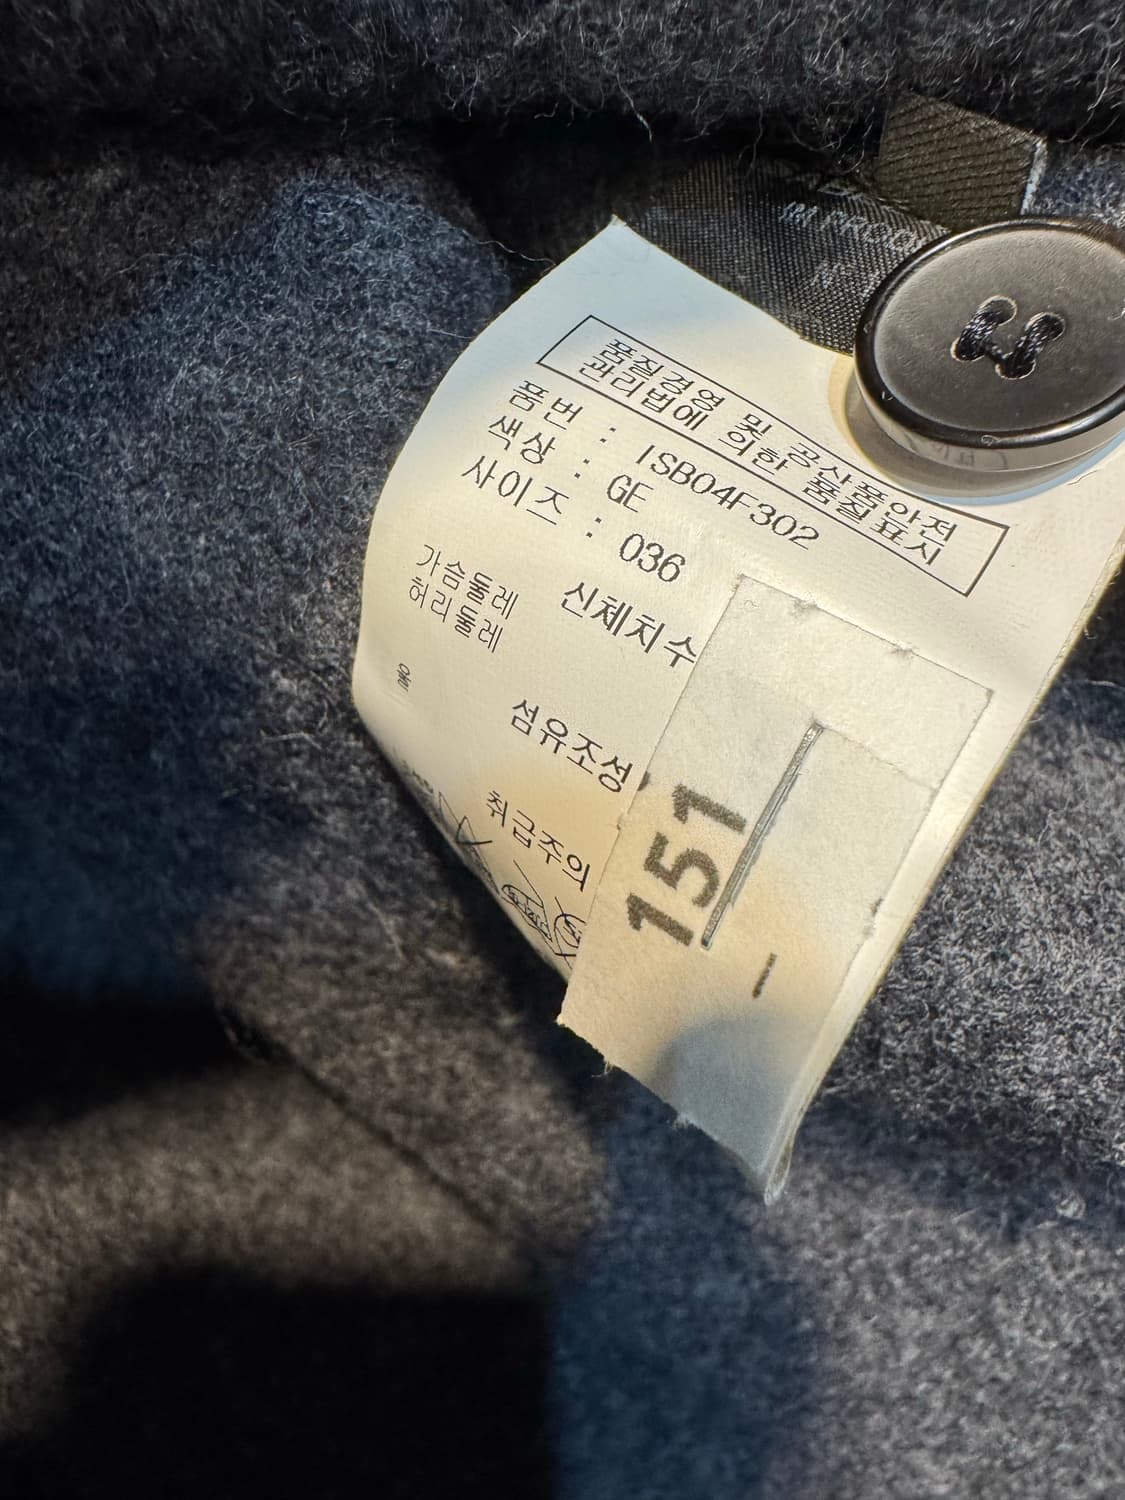 품질경영 및 공산품안전
관리법에 의한 품질표시
품번 : ISB04F302
색상 : GE
사이즈 : 036
신체치수
가슴둘레
허리둘레
섬유조성
울
취급주의
151